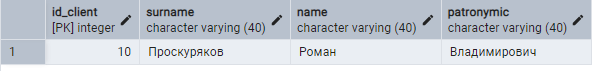 id_client surname name patronymic
[PK] integer character varying (40) character varying (40) character varying (40)
1 10 Проскуряков Роман Владимирович